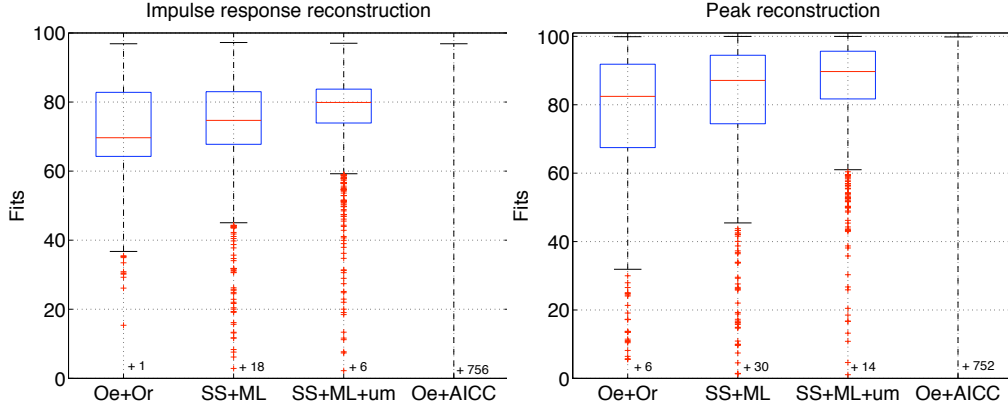 Impulse response reconstruction
100
80
60
40
20
0
Fits
+ 1
+ 18
+ 6
+ 756
Oe+Or
SS+ML
SS+ML+um
Oe+AICC
Peak reconstruction
100
80
60
40
20
0
Fits
+ 6
+ 30
+ 14
+ 752
Oe+Or
SS+ML
SS+ML+um
Oe+AICC